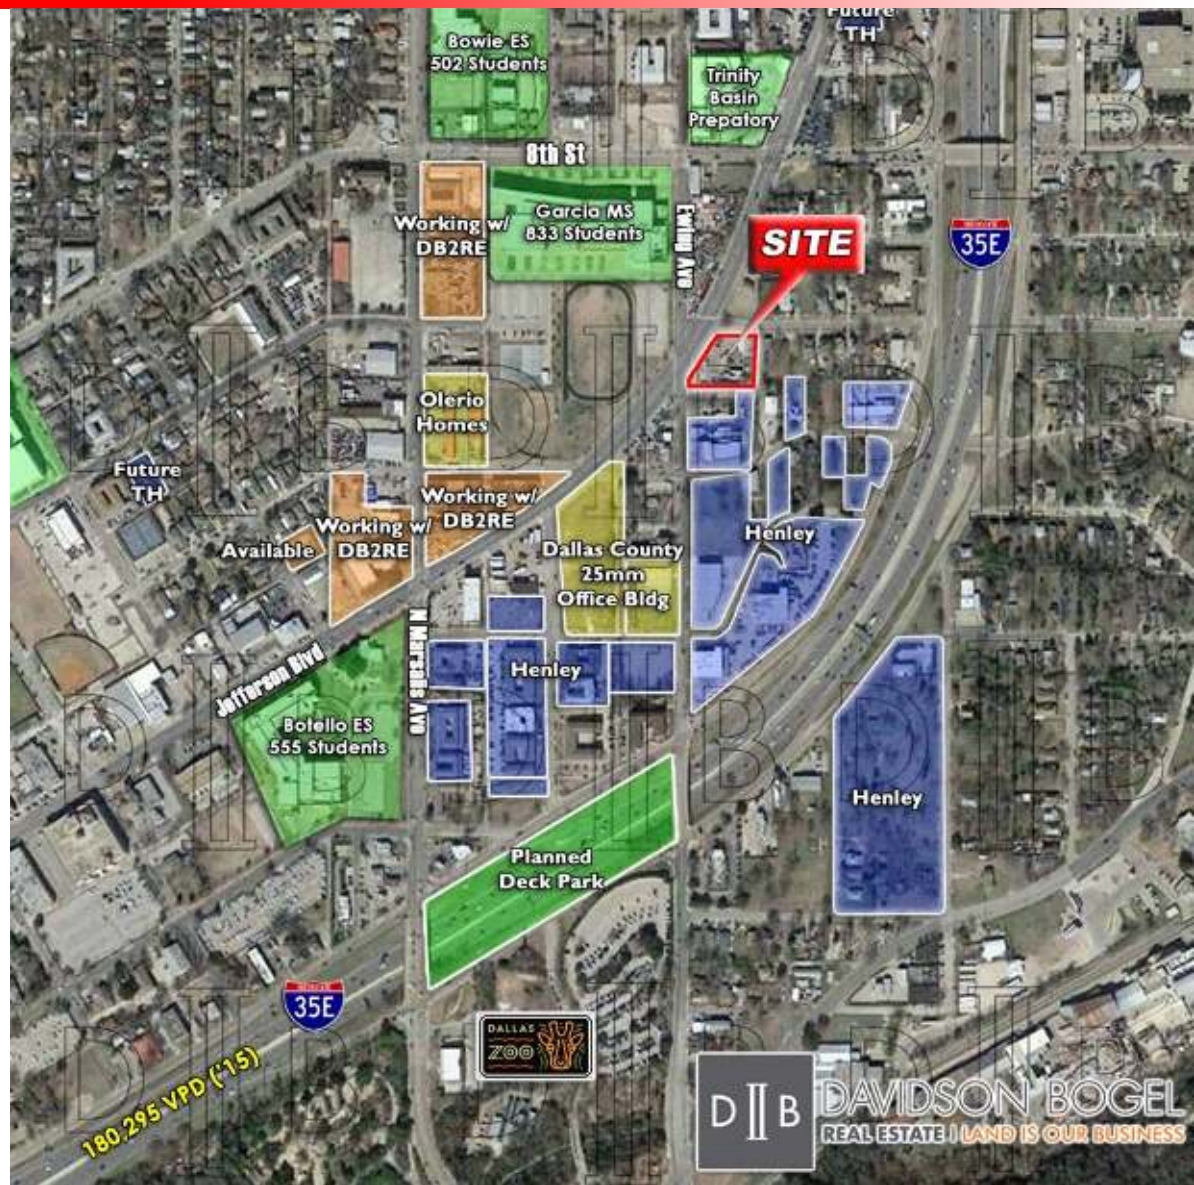 Future
TH
Bowie ES
502 Students
Trinity
Basin
Prepatory
8th St
Working w/
DB2RE
Garcia MS
833 Students
Ewing Ave
SITE
35E
Olerio
Homes
Future
TH
Working w/
DB2RE
Working w/
DB2RE
Available
Dallas County
25mm
Office Bldg
Henley
N Marsalis Ave
Jefferson Blvd
Henley
Botello ES
555 Students
Henley
Planned
Deck Park
35E
DALLAS
ZOO
180,295 VPD ('15)
D B
DAVIDSON BOGEL
REAL ESTATE | LAND IS OUR BUSINESS